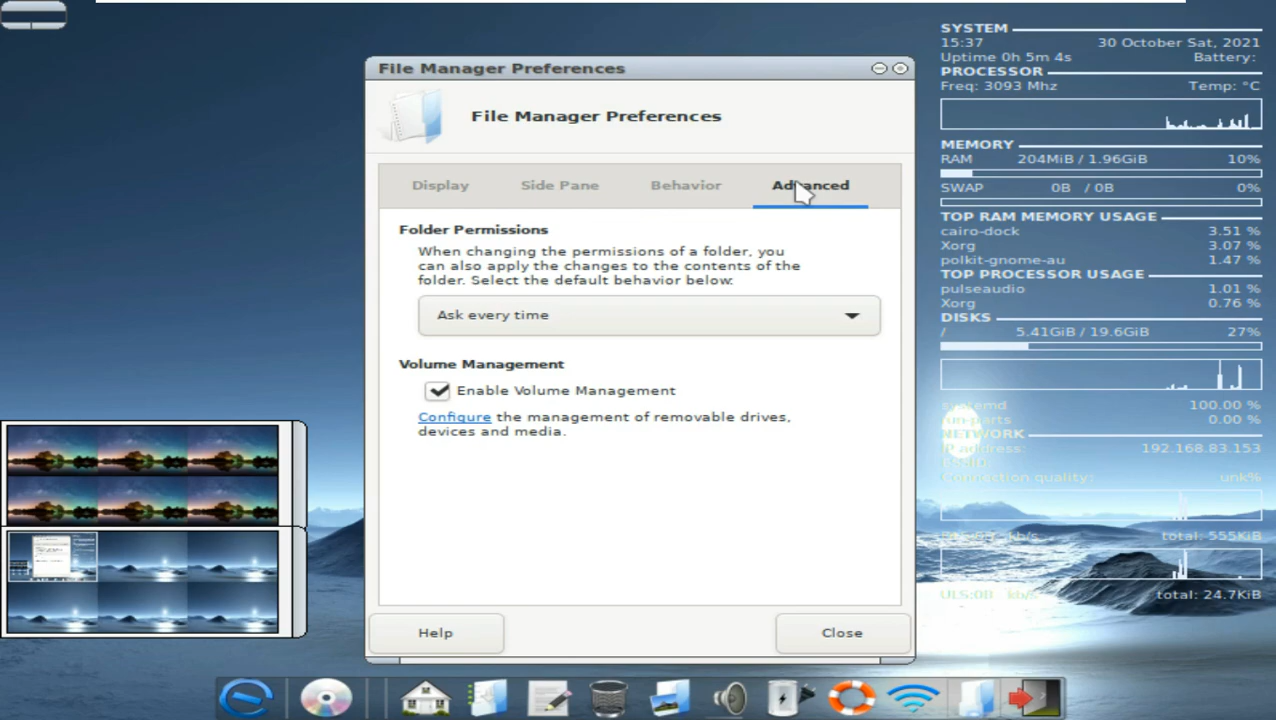 File Manager Preferences
File Manager Preferences
Display Side Pane Behavior Advanced
Folder Permissions
When changing the permissions of a folder, you
can also apply the changes to the contents of the
folder. Select the default behavior below:
Ask every time
Volume Management
Enable Volume Management
Configure the management of removable drives,
devices and media.
Help Close
SYSTEM
15:37 30 October Sat, 2021
Uptime 0h 5m 4s Battery:
PROCESSOR
Freq: 3093 Mhz Temp: °C
MEMORY
RAM 204MiB / 1.96GiB 10%
SWAP 0B / 0B 0%
TOP RAM MEMORY USAGE
cairo-dock 3.51 %
Xorg 3.07 %
polkit-gnome-au 1.47 %
TOP PROCESSOR USAGE
pulseaudio 1.01 %
Xorg 0.76 %
DISKS
/ 5.41GiB / 19.6GiB 27%
systemd 100.00 %
run-parts 0.00 %
NETWORK
IP address: 192.168.83.153
Connection quality: unk%
kb/s total: 555KiB
kb/s total: 24.7KiB